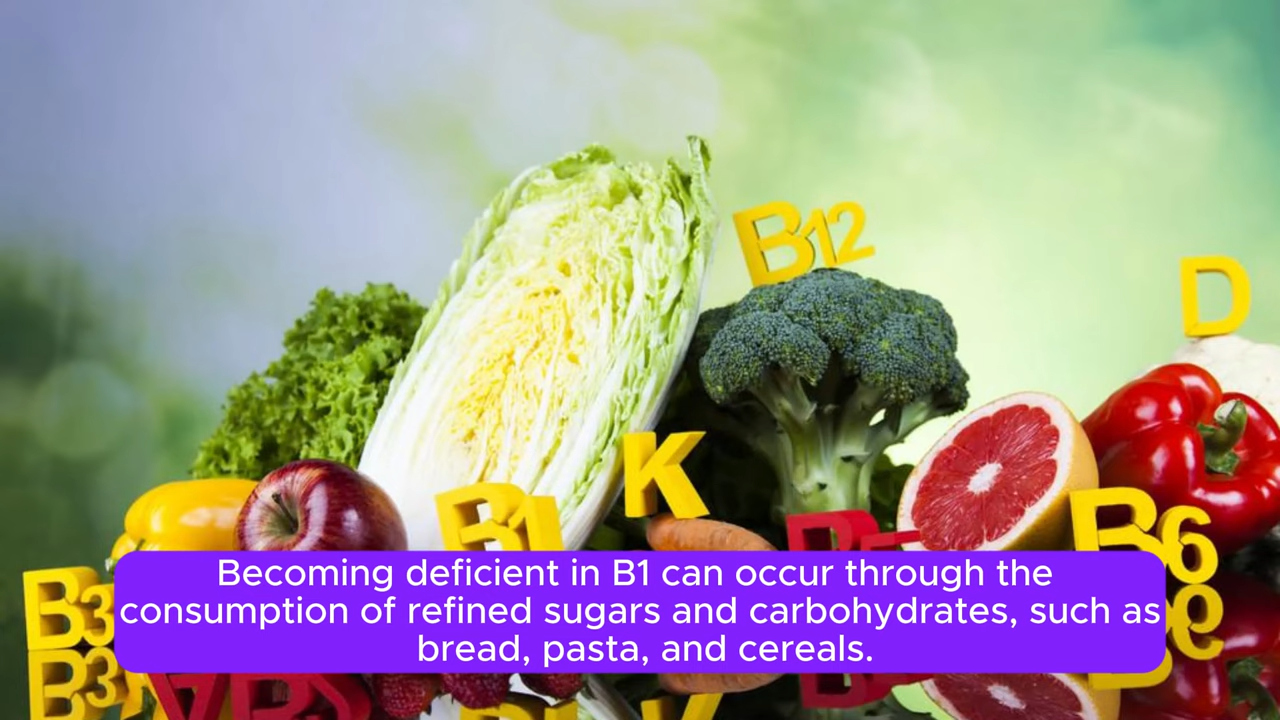 B12
D
K
B1
B6
B3
Becoming deficient in B1 can occur through the
consumption of refined sugars and carbohydrates, such as
bread, pasta, and cereals.
B3